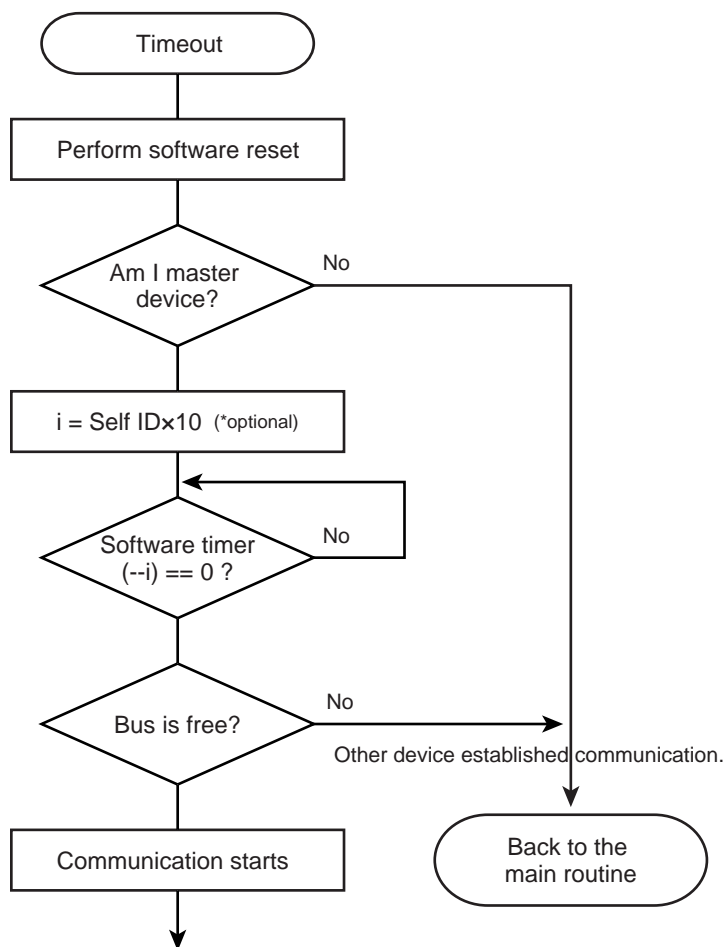 Timeout
Perform software reset
Am I master
device?
No
i = Self ID×10 (*optional)
Software timer
(--i) == 0 ?
No
Bus is free?
No
Other device established communication.
Communication starts
Back to the
main routine